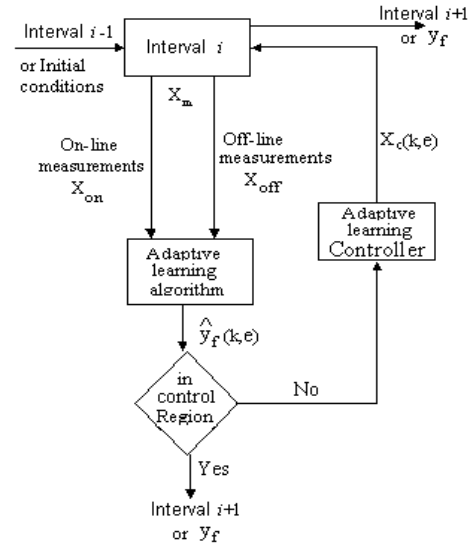 Interval i-1
or Initial
conditions
Interval i
Interval i+1
or yf
Xm
On-line
measurements
Xon
Off-line
measurements
Xoff
Xc(k,e)
Adaptive
learning
Controller
Adaptive
learning
algorithm
ŷf(k,e)
in
control
Region
No
Yes
Interval i+1
or yf